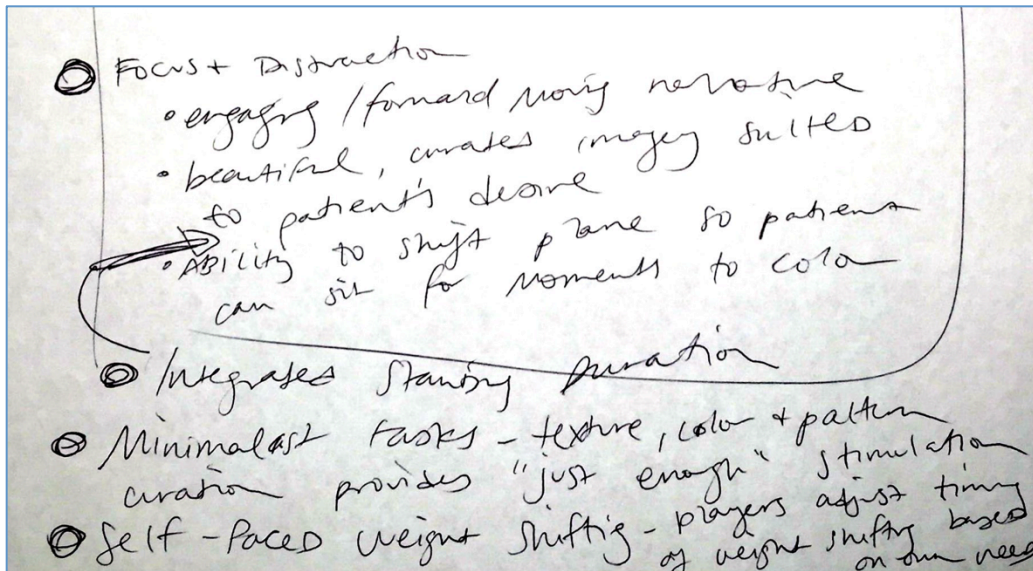 Focus + Distraction
• engaging / forward moving narrative
• beautiful, curated imagery suited
to patient's desire
• Ability to shift plane so patient
can sit for moments to color
Integrated Standing Duration
Minimalist tasks - texture, color + pattern
curation provides "just enough" stimulation
Self-Paced weight shifting - players adjust timing
of weight shifting based
on own need